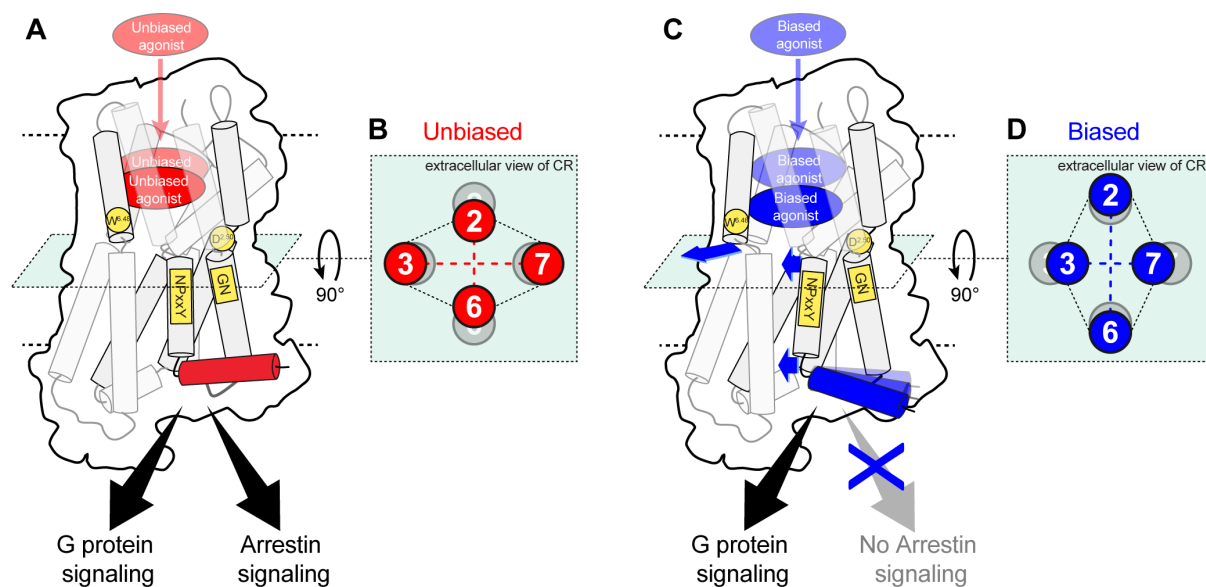 A
Unbiased
agonist
Unbiased
Unbiased
agonist
W6.48
D2.50
NPxxY
GN
90°
G protein
signaling
Arrestin
signaling
B
Unbiased
extracellular view of CR
2
3
7
6
C
Biased
agonist
Biased
agonist
Biased
agonist
W6.48
D2.50
NPxxY
GN
90°
G protein
signaling
No Arrestin
signaling
D
Biased
extracellular view of CR
2
3
7
6